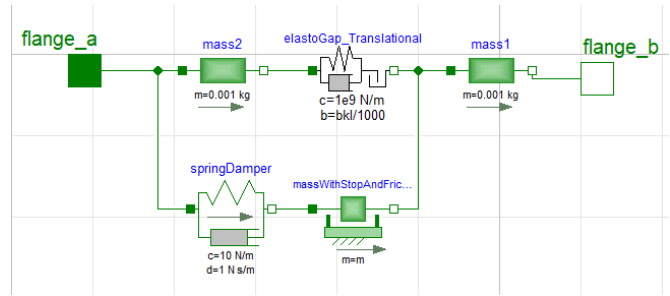 flange_a
mass2
elastoGap_Translational
mass1
flange_b
m=0.001 kg
c=1e9 N/m
b=bkl/1000
m=0.001 kg
springDamper
massWithStopAndFric...
c=10 N/m
d=1 N s/m
m=m